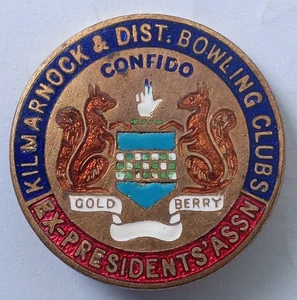 KILMARNOCK & DIST. BOWLING CLUBS
CONFIDO
GOLD BERRY
EX-PRESIDENTS' ASSN